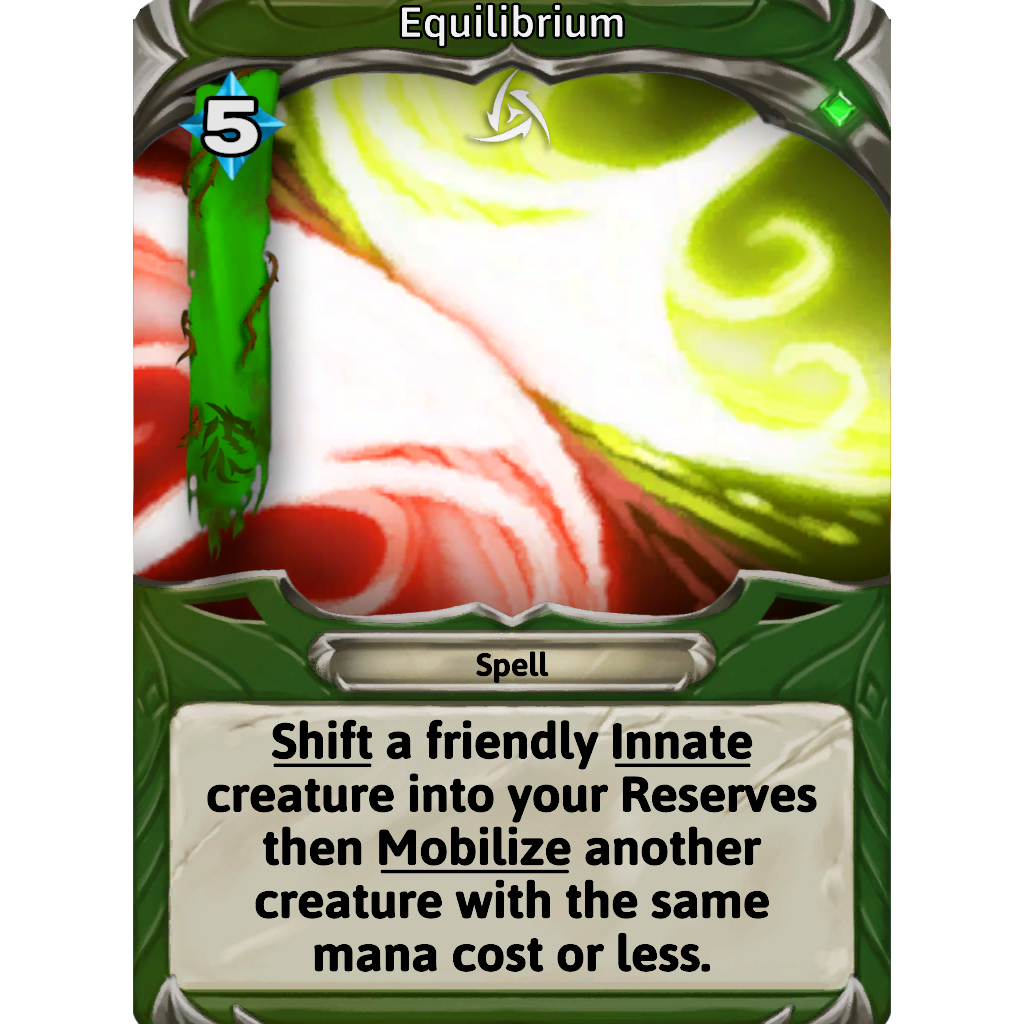 Equilibrium
5
Spell
Shift a friendly Innate
creature into your Reserves
then Mobilize another
creature with the same
mana cost or less.